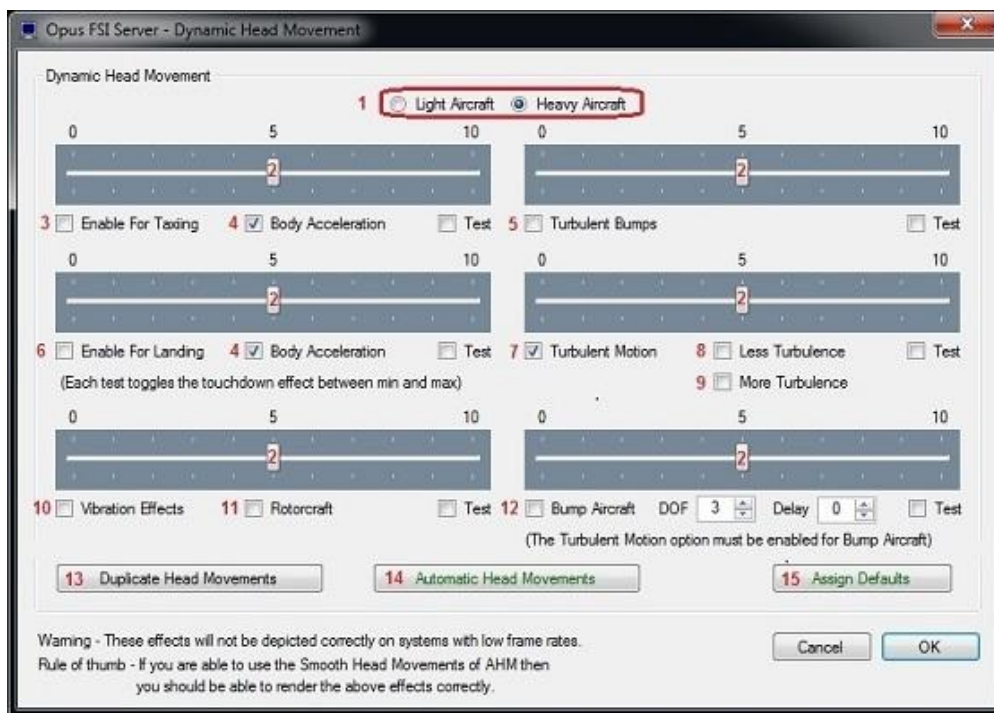 Opus FSI Server - Dynamic Head Movement
Dynamic Head Movement
1 Light Aircraft Heavy Aircraft
0 5 10 0 5 10
2 2
3 Enable For Taxiing 4 Body Acceleration Test 5 Turbulent Bumps Test
0 5 10 0 5 10
2 2
6 Enable For Landing 4 Body Acceleration Test 7 Turbulent Motion 8 Less Turbulence Test
(Each test toggles the touchdown effect between min and max) 9 More Turbulence
0 5 10 0 5 10
2 2
10 Vibration Effects 11 Rotorcraft Test 12 Bump Aircraft DOF 3 Delay 0 Test
(The Turbulent Motion option must be enabled for Bump Aircraft)
13 Duplicate Head Movements 14 Automatic Head Movements 15 Assign Defaults
Warning - These effects will not be depicted correctly on systems with low frame rates.
Rule of thumb - If you are able to use the Smooth Head Movements of AHM then
you should be able to render the above effects correctly.
Cancel OK